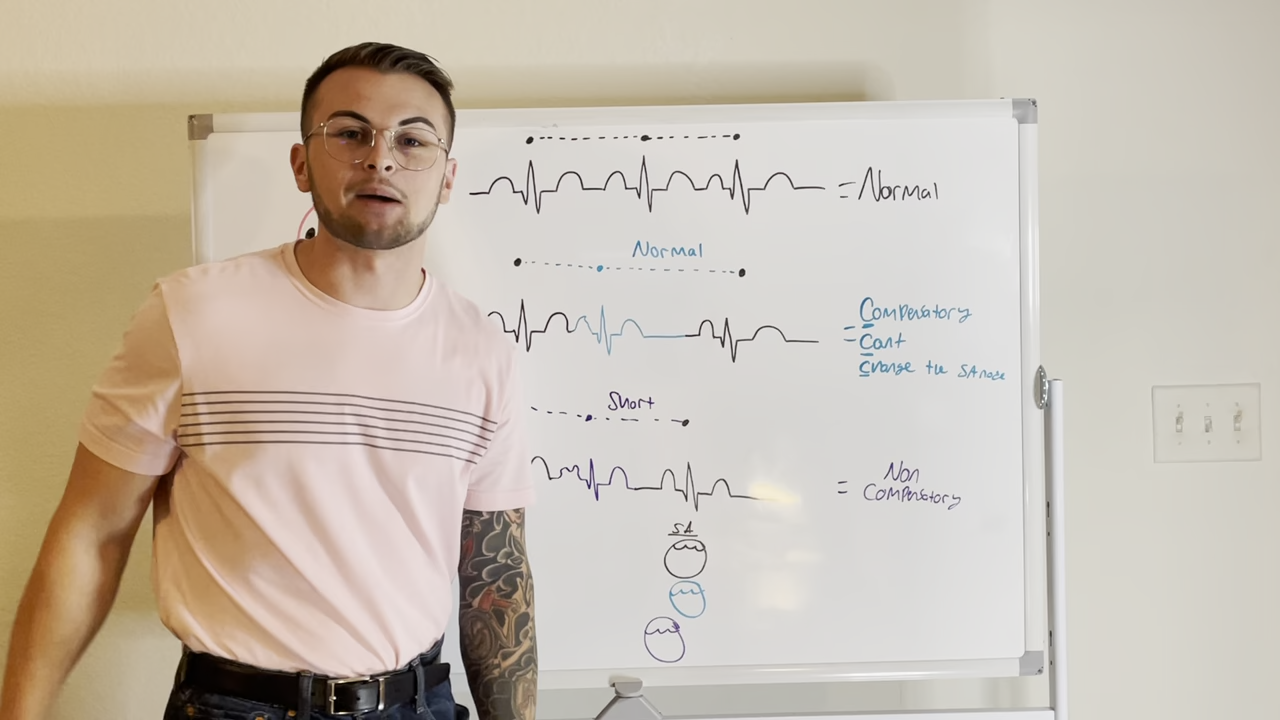 = Normal
Normal
Compensatory
= Cant
Change the SA node
Short
Non
= Compensatory
SA